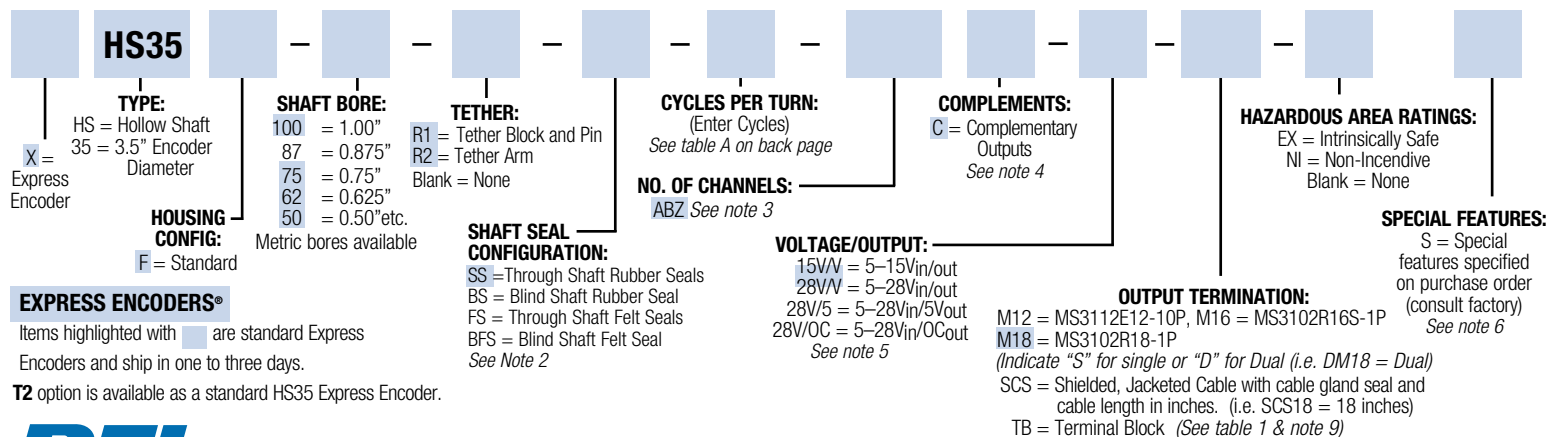 HS35 – – – – – – – –
TYPE:
HS = Hollow Shaft
35 = 3.5” Encoder
Diameter
X =
Express
Encoder
HOUSING
CONFIG:
F = Standard
SHAFT BORE:
100 = 1.00”
87 = 0.875”
75 = 0.75”
62 = 0.625”
50 = 0.50”etc.
Metric bores available
TETHER:
R1 = Tether Block and Pin
R2 = Tether Arm
Blank = None
SHAFT SEAL
CONFIGURATION:
SS =Through Shaft Rubber Seals
BS = Blind Shaft Rubber Seal
FS = Through Shaft Felt Seals
BFS = Blind Shaft Felt Seal
See Note 2
CYCLES PER TURN:
(Enter Cycles)
See table A on back page
NO. OF CHANNELS:
ABZ See note 3
COMPLEMENTS:
C = Complementary
Outputs
See note 4
VOLTAGE/OUTPUT:
15V/V = 5–15Vin/out
28V/V = 5–28Vin/out
28V/5 = 5–28Vin/5Vout
28V/OC = 5–28Vin/OCout
See note 5
OUTPUT TERMINATION:
M12 = MS3112E12-10P, M16 = MS3102R16S-1P
M18 = MS3102R18-1P
(Indicate “S” for single or “D” for Dual (i.e. DM18 = Dual)
SCS = Shielded, Jacketed Cable with cable gland seal and
cable length in inches. (i.e. SCS18 = 18 inches)
TB = Terminal Block (See table 1 & note 9)
HAZARDOUS AREA RATINGS:
EX = Intrinsically Safe
NI = Non-Incendive
Blank = None
SPECIAL FEATURES:
S = Special
features specified
on purchase order
(consult factory)
See note 6
EXPRESS ENCODERS®
Items highlighted with are standard Express
Encoders and ship in one to three days.
T2 option is available as a standard HS35 Express Encoder.